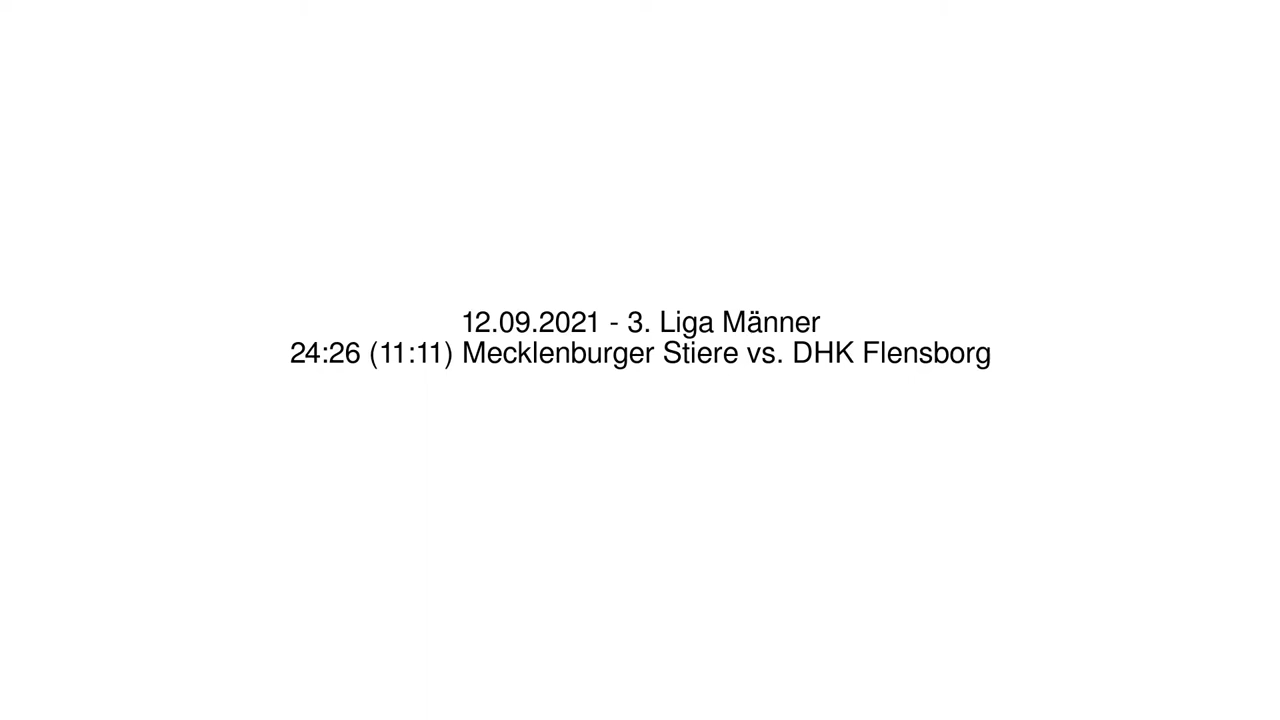 12.09.2021 - 3. Liga Männer
24:26 (11:11) Mecklenburger Stiere vs. DHK Flensborg